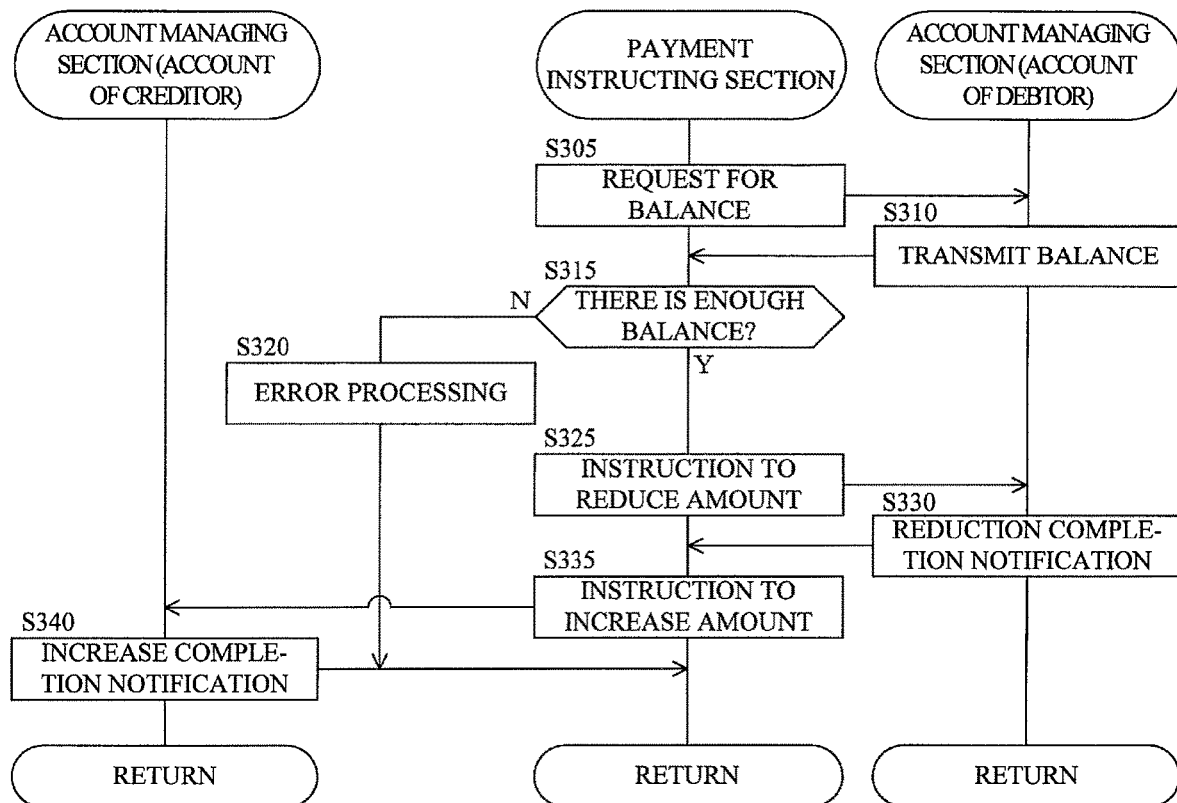 ACCOUNT MANAGING
SECTION (ACCOUNT
OF CREDITOR)
PAYMENT
INSTRUCTING SECTION
ACCOUNT MANAGING
SECTION (ACCOUNT
OF DEBTOR)
S305
REQUEST FOR
BALANCE
S310
TRANSMIT BALANCE
S315
THERE IS ENOUGH
BALANCE?
N
Y
S320
ERROR PROCESSING
S325
INSTRUCTION TO
REDUCE AMOUNT
S330
REDUCTION COMPLE-
TION NOTIFICATION
S335
INSTRUCTION TO
INCREASE AMOUNT
S340
INCREASE COMPLE-
TION NOTIFICATION
RETURN
RETURN
RETURN